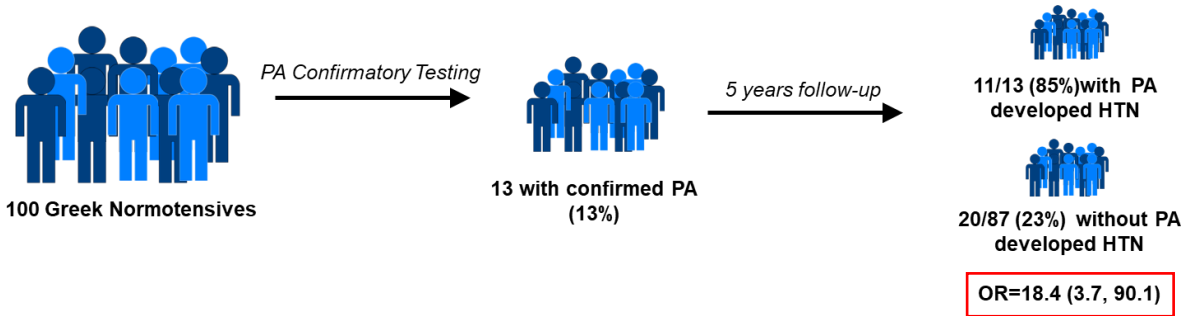 100 Greek Normotensives
PA Confirmatory Testing
13 with confirmed PA
(13%)
5 years follow-up
11/13 (85%)with PA
developed HTN
20/87 (23%) without PA
developed HTN
OR=18.4 (3.7, 90.1)